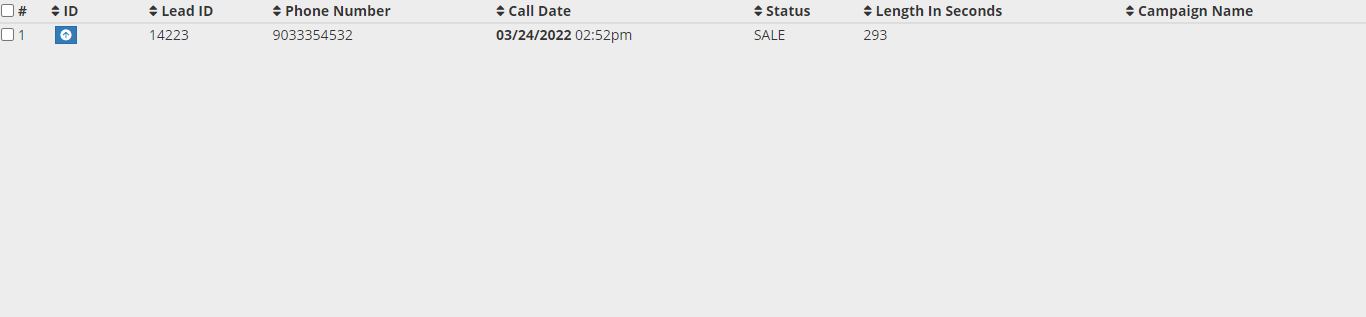 # ID Lead ID Phone Number Call Date Status Length In Seconds Campaign Name
1 14223 9033354532 03/24/2022 02:52pm SALE 293